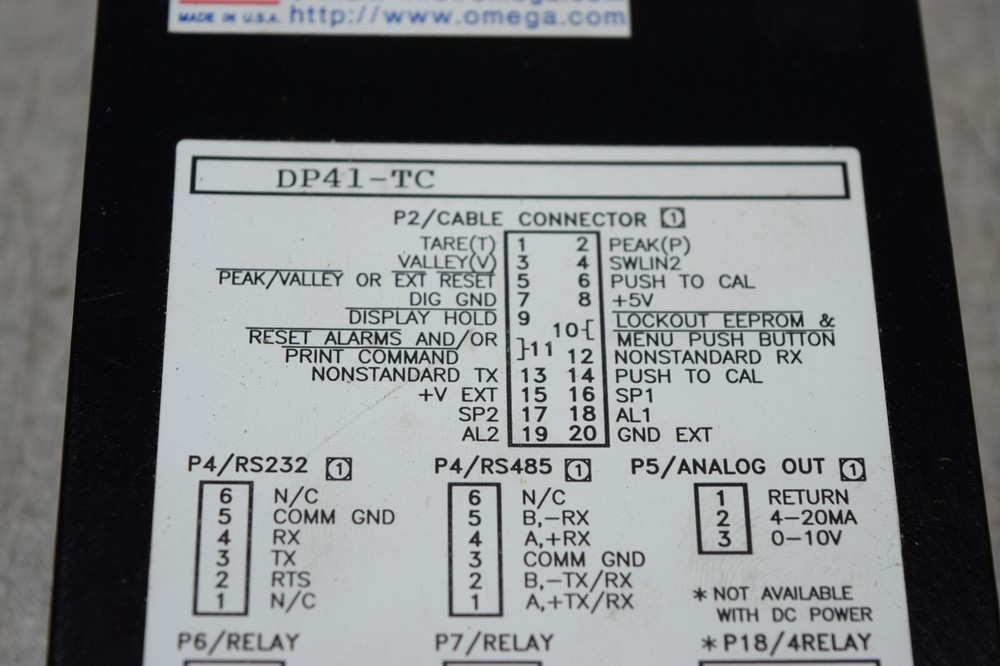 MADE IN U.S.A. http://www.omega.com
DP41-TC
P2/CABLE CONNECTOR 1
TARE(T) 1 2 PEAK(P)
VALLEY(V) 3 4 SWLIN2
PEAK/VALLEY OR EXT RESET 5 6 PUSH TO CAL
DIG GND 7 8 +5V
DISPLAY HOLD 9 10 LOCKOUT EEPROM & MENU PUSH BUTTON
RESET ALARMS AND/OR PRINT COMMAND 11 12 NONSTANDARD RX
NONSTANDARD TX 13 14 PUSH TO CAL
+V EXT 15 16 SP1
SP2 17 18 AL1
AL2 19 20 GND EXT
P4/RS232 1
6 N/C
5 COMM GND
4 RX
3 TX
2 RTS
1 N/C
P4/RS485 1
6 N/C
5 B,-RX
4 A,+RX
3 COMM GND
2 B,-TX/RX
1 A,+TX/RX
P5/ANALOG OUT 1
1 RETURN
2 4-20MA
3 0-10V
*NOT AVAILABLE
WITH DC POWER
P6/RELAY P7/RELAY *P18/4RELAY